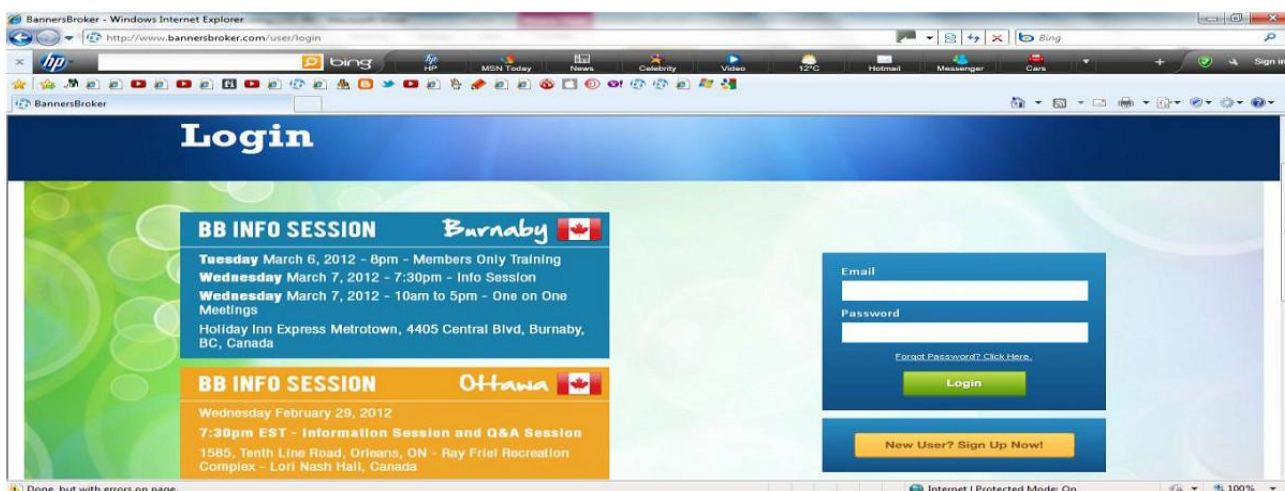 BannersBroker - Windows Internet Explorer
http://www.bannersbroker.com/user/login
Bing
hp
bing
HP
MSN Today
News
Celebrity
Video
12°C
Hotmail
Messenger
Cars
Sign in
BannersBroker
Login
BB INFO SESSION Burnaby
Tuesday March 6, 2012 - 8pm - Members Only Training
Wednesday March 7, 2012 - 7:30pm - Info Session
Wednesday March 7, 2012 - 10am to 5pm - One on One
Meetings
Holiday Inn Express Metrotown, 4405 Central Blvd, Burnaby,
BC, Canada
BB INFO SESSION Ottawa
Wednesday February 29, 2012
7:30pm EST - Information Session and Q&A Session
1585, Tenth Line Road, Orleans, ON - Ray Friel Recreation
Complex - Lori Nash Hall, Canada
Email
Password
Forgot Password? Click Here.
Login
New User? Sign Up Now!
Done, but with errors on page.
Internet | Protected Mode: On
100%